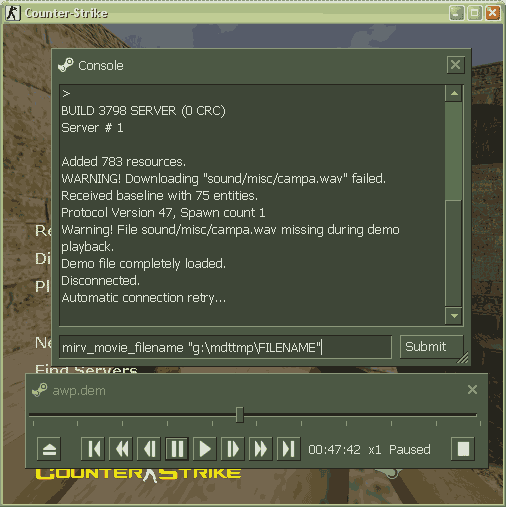 Counter-Strike
Console
>
BUILD 3798 SERVER (0 CRC)
Server # 1
Added 783 resources.
WARNING! Downloading "sound/misc/campa.wav" failed.
Received baseline with 75 entities.
Protocol Version 47, Spawn count 1
Warning! File sound/misc/campa.wav missing during demo
playback.
Demo file completely loaded.
Disconnected.
Automatic connection retry...
mirv_movie_filename "g:\mdttmp\FILENAME"
Submit
Re
Di
Pl
Ne
Find Servers
awp.dem
00:47:42 x1 Paused
COUNTER STRIKE